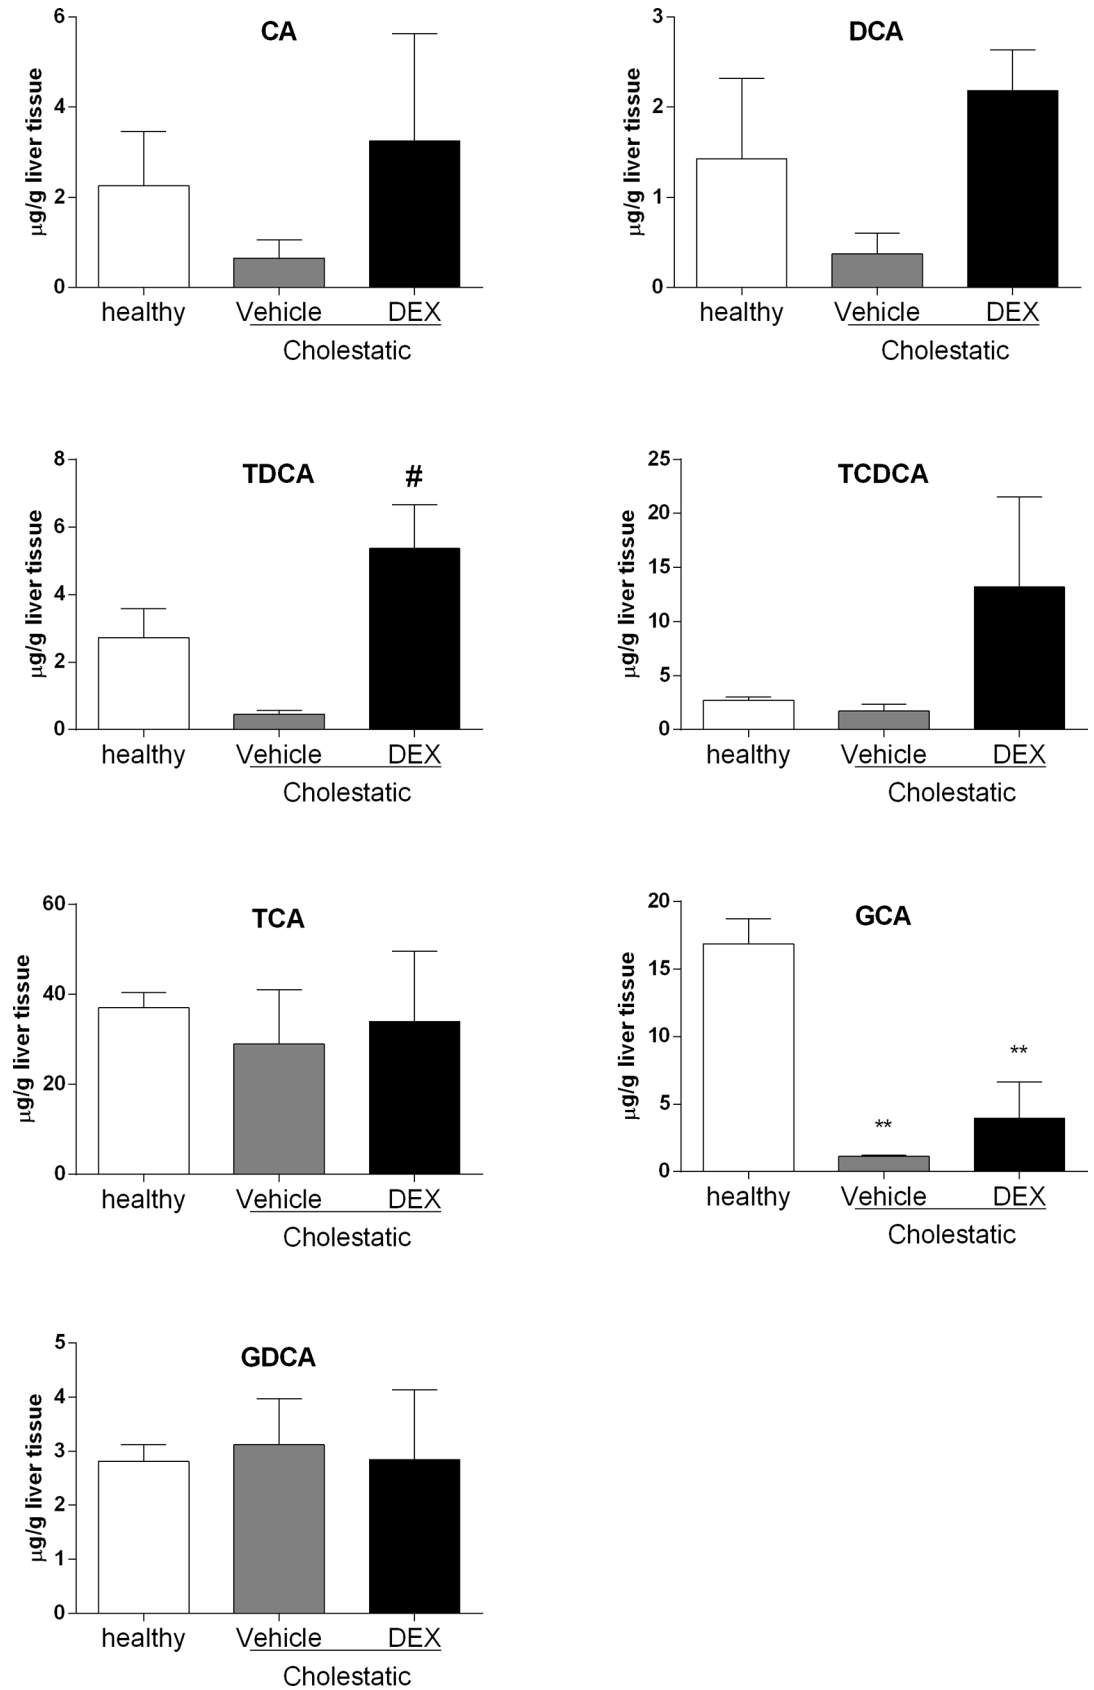 CA
μg/g liver tissue
6
4
2
0
healthy Vehicle DEX
Cholestatic
DCA
μg/g liver tissue
3
2
1
0
healthy Vehicle DEX
Cholestatic
TDCA
#
μg/g liver tissue
8
6
4
2
0
healthy Vehicle DEX
Cholestatic
TCDCA
μg/g liver tissue
25
20
15
10
5
0
healthy Vehicle DEX
Cholestatic
TCA
μg/g liver tissue
60
40
20
0
healthy Vehicle DEX
Cholestatic
GCA
μg/g liver tissue
20
15
10
5
0
**
**
healthy Vehicle DEX
Cholestatic
GDCA
μg/g liver tissue
5
4
3
2
1
0
healthy Vehicle DEX
Cholestatic